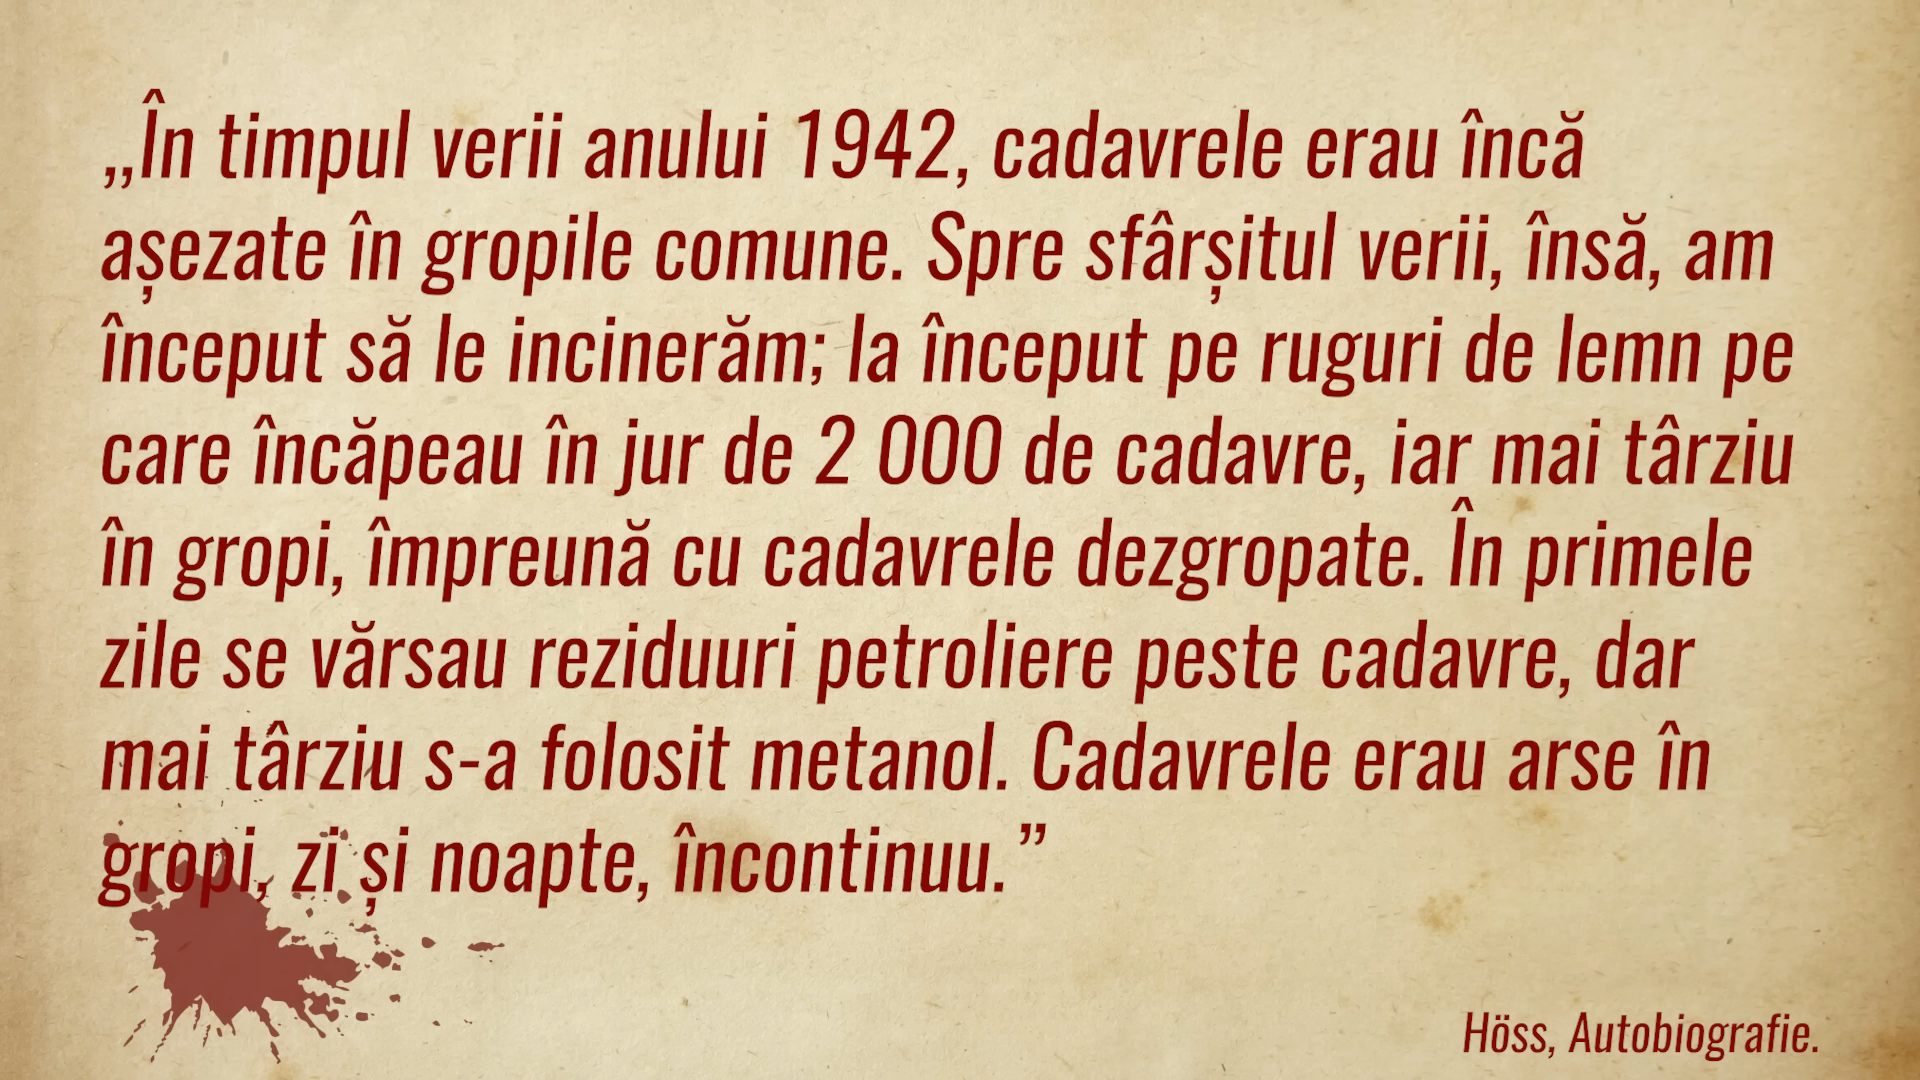 „În timpul verii anului 1942, cadavrele erau încă
așezate în gropile comune. Spre sfârșitul verii, însă, am
început să le incinerăm; la început pe ruguri de lemn pe
care încăpeau în jur de 2 000 de cadavre, iar mai târziu
în gropi, împreună cu cadavrele dezgropate. În primele
zile se vărsau reziduuri petroliere peste cadavre, dar
mai târziu s-a folosit metanol. Cadavrele erau arse în
gropi, zi și noapte, încontinuu.”
Höss, Autobiografie.